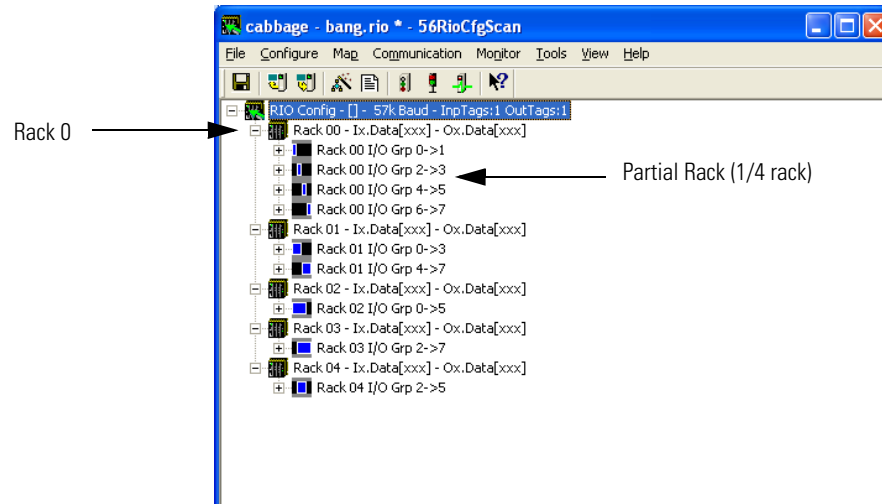 cabbage - bang.rio * - 56RioCfgScan
File Configure Map Communication Monitor Tools View Help
RIO Config - [] - 57k Baud - InpTags:1 OutTags:1
Rack 0
Rack 00 - Ix.Data[xxx] - Ox.Data[xxx]
Rack 00 I/O Grp 0->1
Rack 00 I/O Grp 2->3
Partial Rack (1/4 rack)
Rack 00 I/O Grp 4->5
Rack 00 I/O Grp 6->7
Rack 01 - Ix.Data[xxx] - Ox.Data[xxx]
Rack 01 I/O Grp 0->3
Rack 01 I/O Grp 4->7
Rack 02 - Ix.Data[xxx] - Ox.Data[xxx]
Rack 02 I/O Grp 0->5
Rack 03 - Ix.Data[xxx] - Ox.Data[xxx]
Rack 03 I/O Grp 2->7
Rack 04 - Ix.Data[xxx] - Ox.Data[xxx]
Rack 04 I/O Grp 2->5